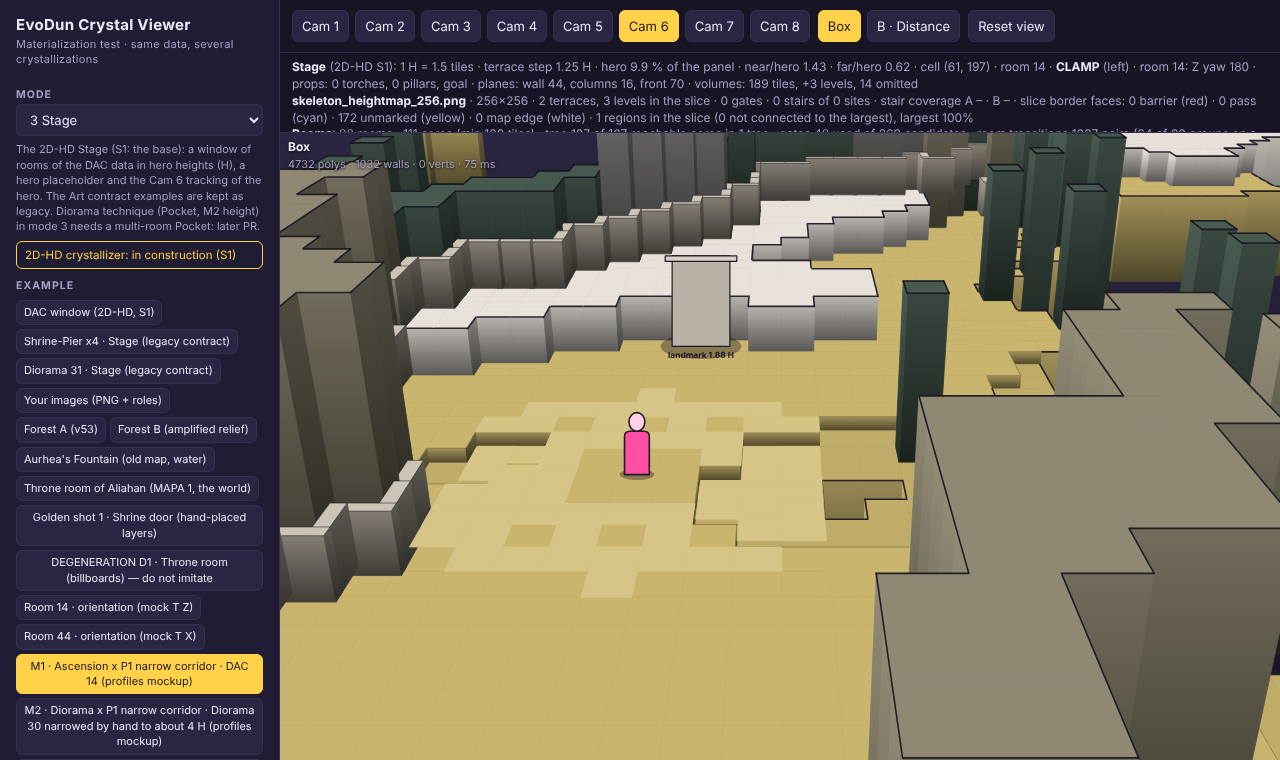 EvoDun Crystal Viewer
Materialization test · same data, several
crystallizations
MODE
3 Stage
The 2D-HD Stage (S1: the base): a window of
rooms of the DAC data in hero heights (H), a
hero placeholder and the Cam 6 tracking of the
hero. The Art contract examples are kept as
legacy. Diorama technique (Pocket, M2 height)
in mode 3 needs a multi-room Pocket: later PR.
2D-HD crystallizer: in construction (S1)
EXAMPLE
DAC window (2D-HD, S1)
Shrine-Pier x4 · Stage (legacy contract)
Diorama 31 · Stage (legacy contract)
Your images (PNG + roles)
Forest A (v53) Forest B (amplified relief)
Aurhea's Fountain (old map, water)
Throne room of Aliahan (MAPA 1, the world)
Golden shot 1 · Shrine door (hand-placed
layers)
DEGENERATION D1 · Throne room
(billboards) — do not imitate
Room 14 · orientation (mock T Z)
Room 44 · orientation (mock T X)
M1 · Ascension x P1 narrow corridor · DAC
14 (profiles mockup)
M2 · Diorama x P1 narrow corridor · Diorama
30 narrowed by hand to about 4 H (profiles
mockup)
Cam 1 Cam 2 Cam 3 Cam 4 Cam 5 Cam 6 Cam 7 Cam 8 Box B · Distance Reset view
Stage (2D-HD S1): 1 H = 1.5 tiles · terrace step 1.25 H · hero 9.9 % of the panel · near/hero 1.43 · far/hero 0.62 · cell (61, 197) · room 14 · CLAMP (left) · room 14: Z yaw 180 ·
props: 0 torches, 0 pillars, goal · planes: wall 44, columns 16, front 70 · volumes: 189 tiles, +3 levels, 14 omitted
skeleton_heightmap_256.png · 256×256 · 2 terraces, 3 levels in the slice · 0 gates · 0 stairs of 0 sites · stair coverage A – · B – · slice border faces: 0 barrier (red) · 0 pass
(cyan) · 172 unmarked (yellow) · 0 map edge (white) · 1 regions in the slice (0 not connected to the largest), largest 100%
Box
4732 polys · 1032 walls · 0 verts · 75 ms
landmark 1.88 H